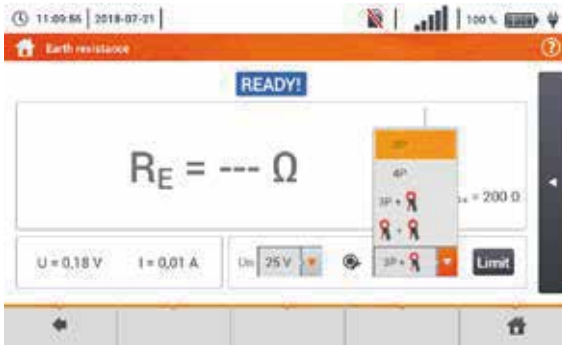 11:09:56 2018-07-21 100 %
Earth resistance
READY!
RE = --- Ω
3P
4P
3P +
= 200 Ω
+
U = 0,18 V I = 0,01 A Un 25 V 3P + Limit